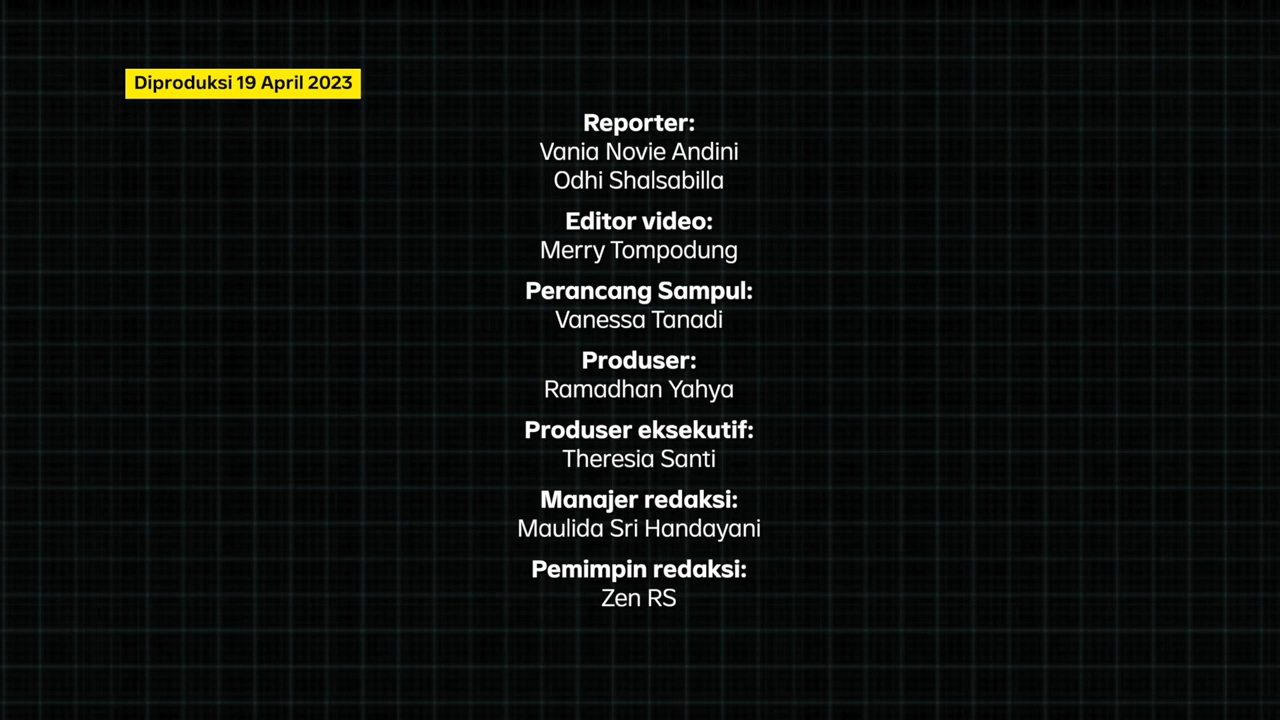 Diproduksi 19 April 2023
Reporter:
Vania Novie Andini
Odhi Shalsabilla
Editor video:
Merry Tompodung
Perancang Sampul:
Vanessa Tanadi
Produser:
Ramadhan Yahya
Produser eksekutif:
Theresia Santi
Manajer redaksi:
Maulida Sri Handayani
Pemimpin redaksi:
Zen RS